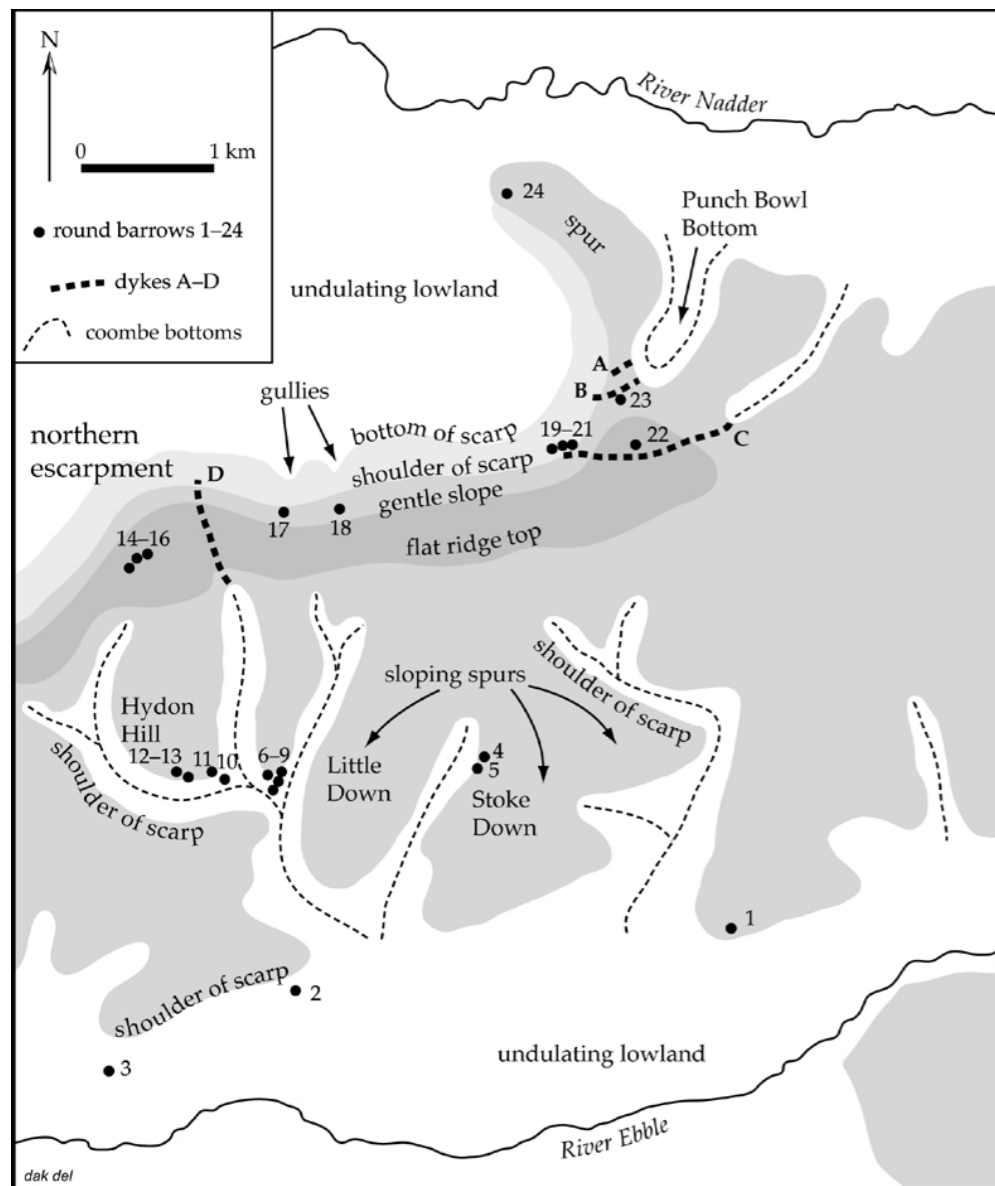 N
0 1 km
round barrows 1–24
dykes A–D
coombe bottoms
River Nadder
24
spur
Punch Bowl
Bottom
undulating lowland
A
B
23
gullies
northern
escarpment
bottom of scarp
19–21
22
C
shoulder of scarp
gentle slope
D
17
18
flat ridge top
14–16
sloping spurs
shoulder of scarp
Hydon
Hill
12–13
11
10
6–9
Little
Down
4
5
Stoke
Down
shoulder of scarp
1
shoulder of scarp
2
3
undulating lowland
River Ebble
dak del